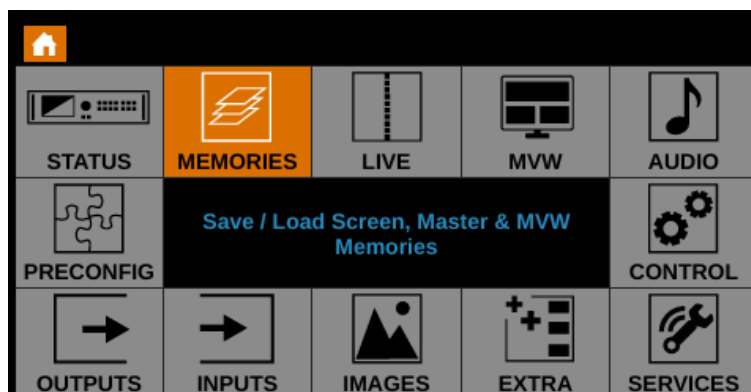 STATUS
MEMORIES
LIVE
MVW
AUDIO
PRECONFIG
Save / Load Screen, Master & MVW
Memories
CONTROL
OUTPUTS
INPUTS
IMAGES
EXTRA
SERVICES